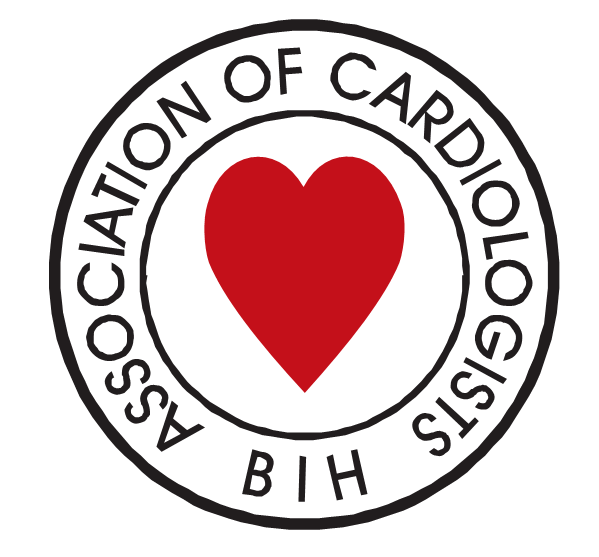 ASSOCIATION OF CARDIOLOGISTS
BIH